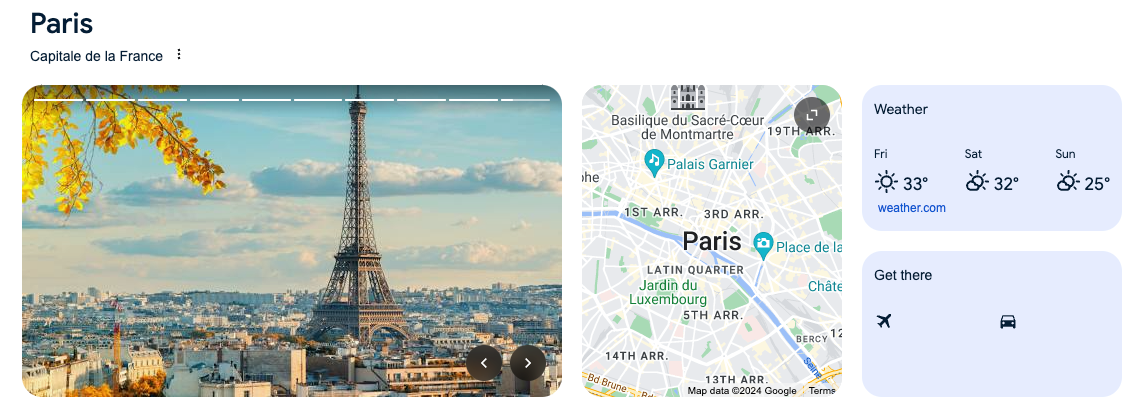 Paris
Capitale de la France
Basilique du Sacré-Cœur
de Montmartre
19TH ARR.
Palais Garnier
phe
1ST ARR.
3RD ARR.
Paris
Place de la
LATIN QUARTER
Jardin du
Luxembourg
Châte
5TH ARR.
BERCY
12
14TH ARR.
Seine
13TH ARR.
Bd Brune
Map data ©2024 Google
Terms
Weather
Fri
Sat
Sun
33°
32°
25°
weather.com
Get there